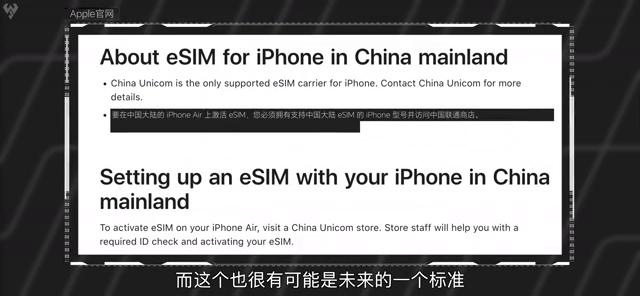 Apple官网
About eSIM for iPhone in China mainland
• China Unicom is the only supported eSIM carrier for iPhone. Contact China Unicom for more
details.
• 要在中国大陆的 iPhone Air 上激活 eSIM，您必须拥有支持中国大陆 eSIM 的 iPhone 型号并访问中国联通商店。
Setting up an eSIM with your iPhone in China
mainland
To activate eSIM on your iPhone Air, visit a China Unicom store. Store staff will help you with a
required ID check and activating your eSIM.
而这个也很有可能是未来的一个标准